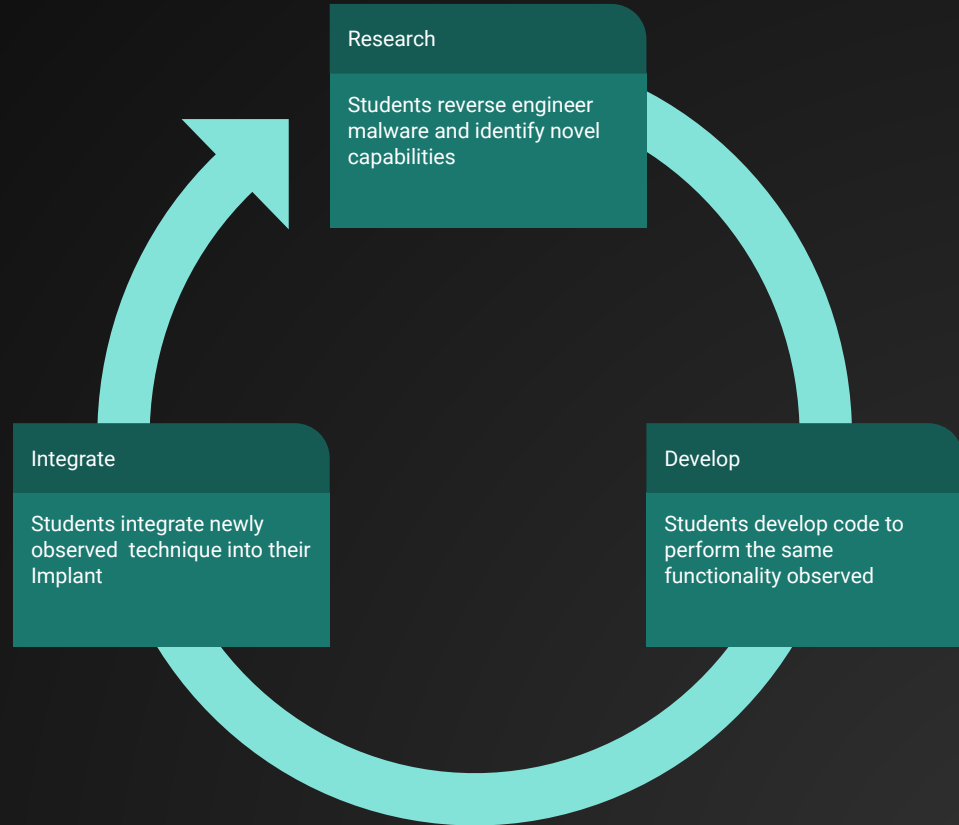 Research
Students reverse engineer
malware and identify novel
capabilities
Integrate
Students integrate newly
observed  technique into their
Implant
Develop
Students develop code to
perform the same
functionality observed